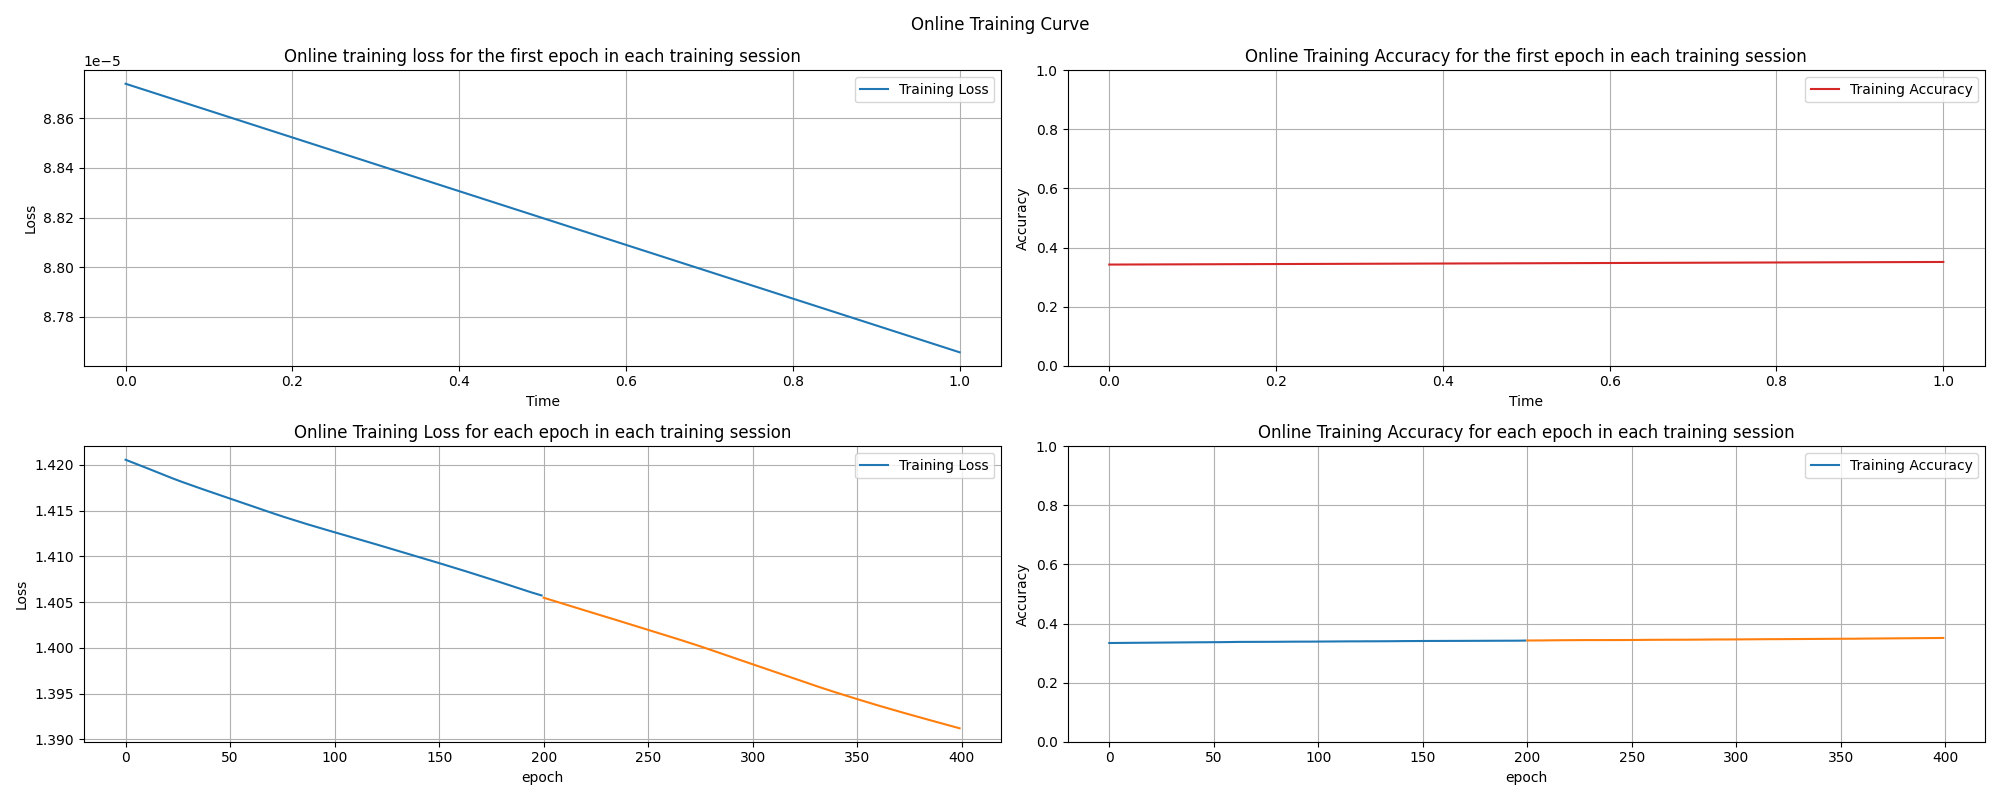 Online Training Curve
Online training loss for the first epoch in each training session
1e−5
Training Loss
8.86
8.84
8.82
8.80
8.78
Loss
0.0 0.2 0.4 0.6 0.8 1.0
Time
Online Training Accuracy for the first epoch in each training session
Training Accuracy
1.0
0.8
0.6
0.4
0.2
0.0
Accuracy
0.0 0.2 0.4 0.6 0.8 1.0
Time
Online Training Loss for each epoch in each training session
Training Loss
1.420
1.415
1.410
1.405
1.400
1.395
1.390
Loss
0 50 100 150 200 250 300 350 400
epoch
Online Training Accuracy for each epoch in each training session
Training Accuracy
1.0
0.8
0.6
0.4
0.2
0.0
Accuracy
0 50 100 150 200 250 300 350 400
epoch